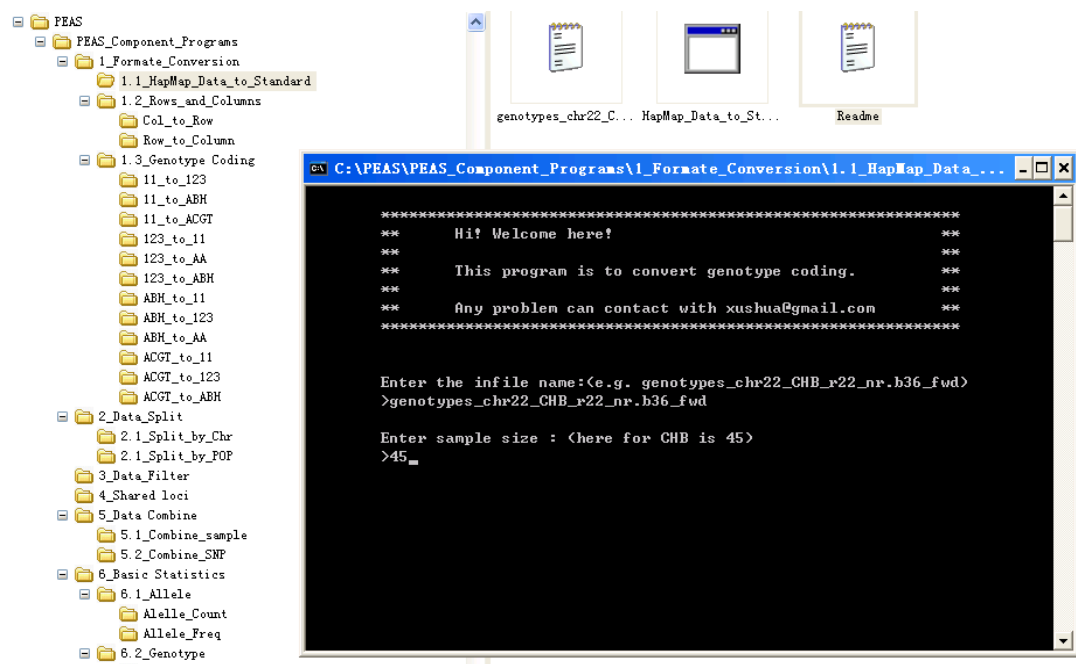 PEAS
PEAS_Component_Programs
1_Formate_Conversion
1.1_HapMap_Data_to_Standard
1.2_Rows_and_Columns
Col_to_Row
Row_to_Column
1.3_Genotype Coding
11_to_123
11_to_ABH
11_to_ACGT
123_to_11
123_to_AA
123_to_ABH
ABH_to_11
ABH_to_123
ABH_to_AA
ACGT_to_11
ACGT_to_123
ACGT_to_ABH
2_Data_Split
2.1_Split_by_Chr
2.1_Split_by_POP
3_Data_Filter
4_Shared loci
5_Data Combine
5.1_Combine_sample
5.2_Combine_SNP
6_Basic Statistics
6.1_Allele
Alelle_Count
Allele_Freq
6.2_Genotype
genotypes_chr22_C... HapMap_Data_to_St... Readme
C:\PEAS\PEAS_Component_Programs\1_Formate_Conversion\1.1_HapMap_Data_...
**************************************************************
** Hi! Welcome here! **
** **
** This program is to convert genotype coding. **
** **
** Any problem can contact with xushua@gmail.com **
**************************************************************
Enter the infile name:(e.g. genotypes_chr22_CHB_r22_nr.b36_fwd)
>genotypes_chr22_CHB_r22_nr.b36_fwd
Enter sample size : (here for CHB is 45)
>45_